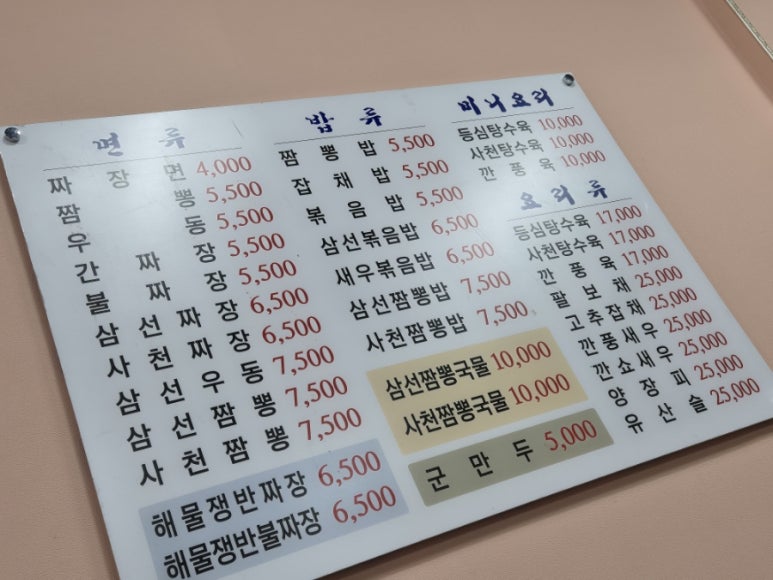 면 류
짜 장 면 4,000
짬 뽕 5,500
우 동 5,500
간 짜 장 5,500
불 짜 장 5,500
삼 선 짜 장 6,500
사 천 짜 장 6,500
삼 선 우 동 7,500
삼 선 짬 뽕 7,500
사 천 짬 뽕 7,500
해물쟁반짜장 6,500
해물쟁반불짜장 6,500
밥 류
짬 뽕 밥 5,500
잡 채 밥 5,500
볶 음 밥 5,500
삼선볶음밥 6,500
새우볶음밥 6,500
삼선짬뽕밥 7,500
사천짬뽕밥 7,500
삼선짬뽕국물 10,000
사천짬뽕국물 10,000
군 만 두 5,000
미니요리
등심탕수육 10,000
사천탕수육 10,000
깐 풍 육 10,000
요 리 류
등심탕수육 17,000
사천탕수육 17,000
깐 풍 육 17,000
팔 보 채 25,000
고추잡채 25,000
깐풍새우 25,000
깐쇼새우 25,000
양 장 피 25,000
유 산 슬 25,000